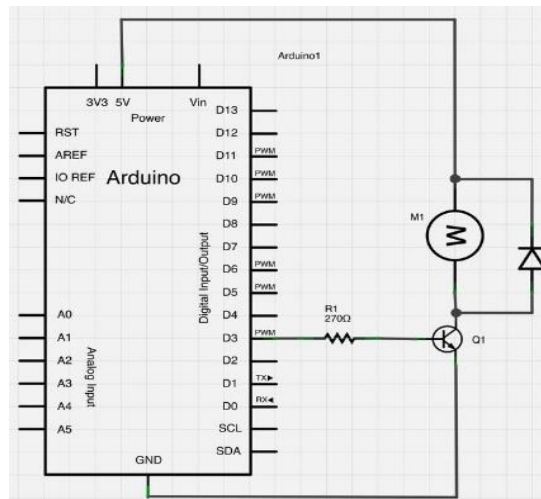 Arduino1
3V3 5V Vin
Power
Arduino
RST
AREF
IO REF
N/C
A0
A1
A2
A3
A4
A5
Analog Input
D13
D12
D11 PWM
D10 PWM
D9 PWM
D8
D7
D6 PWM
D5 PWM
D4
D3 PWM
D2
D1 TX▶
D0 RX◀
SCL
SDA
Digital Input/Output
GND
R1
270Ω
M1
M
Q1